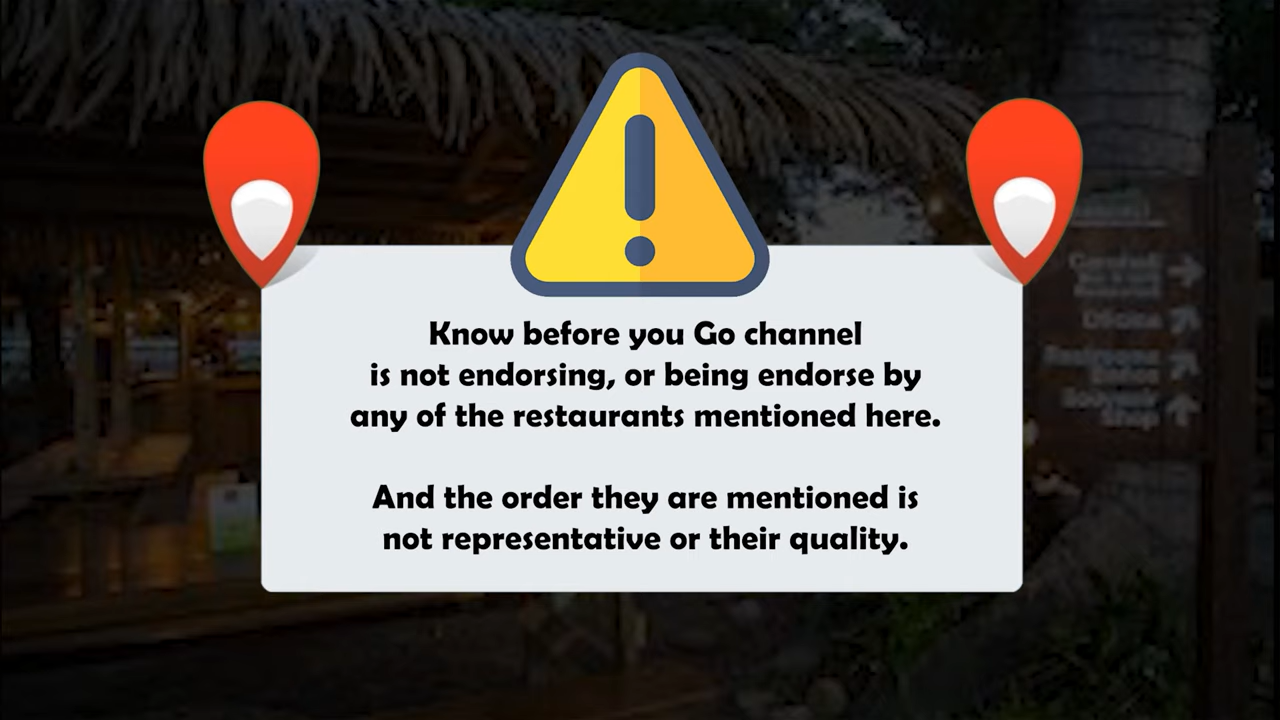 Know before you Go channel
is not endorsing, or being endorse by
any of the restaurants mentioned here.
And the order they are mentioned is
not representative or their quality.